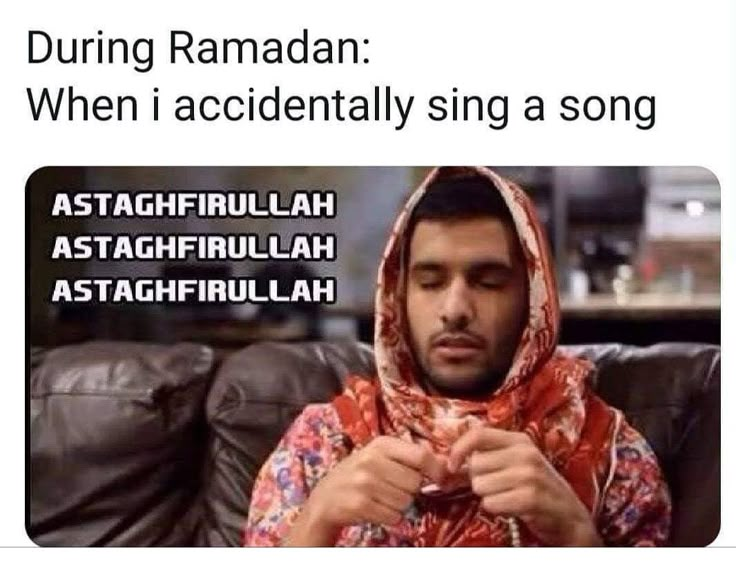 During Ramadan:
When i accidentally sing a song
ASTAGHFIRULLAH
ASTAGHFIRULLAH
ASTAGHFIRULLAH